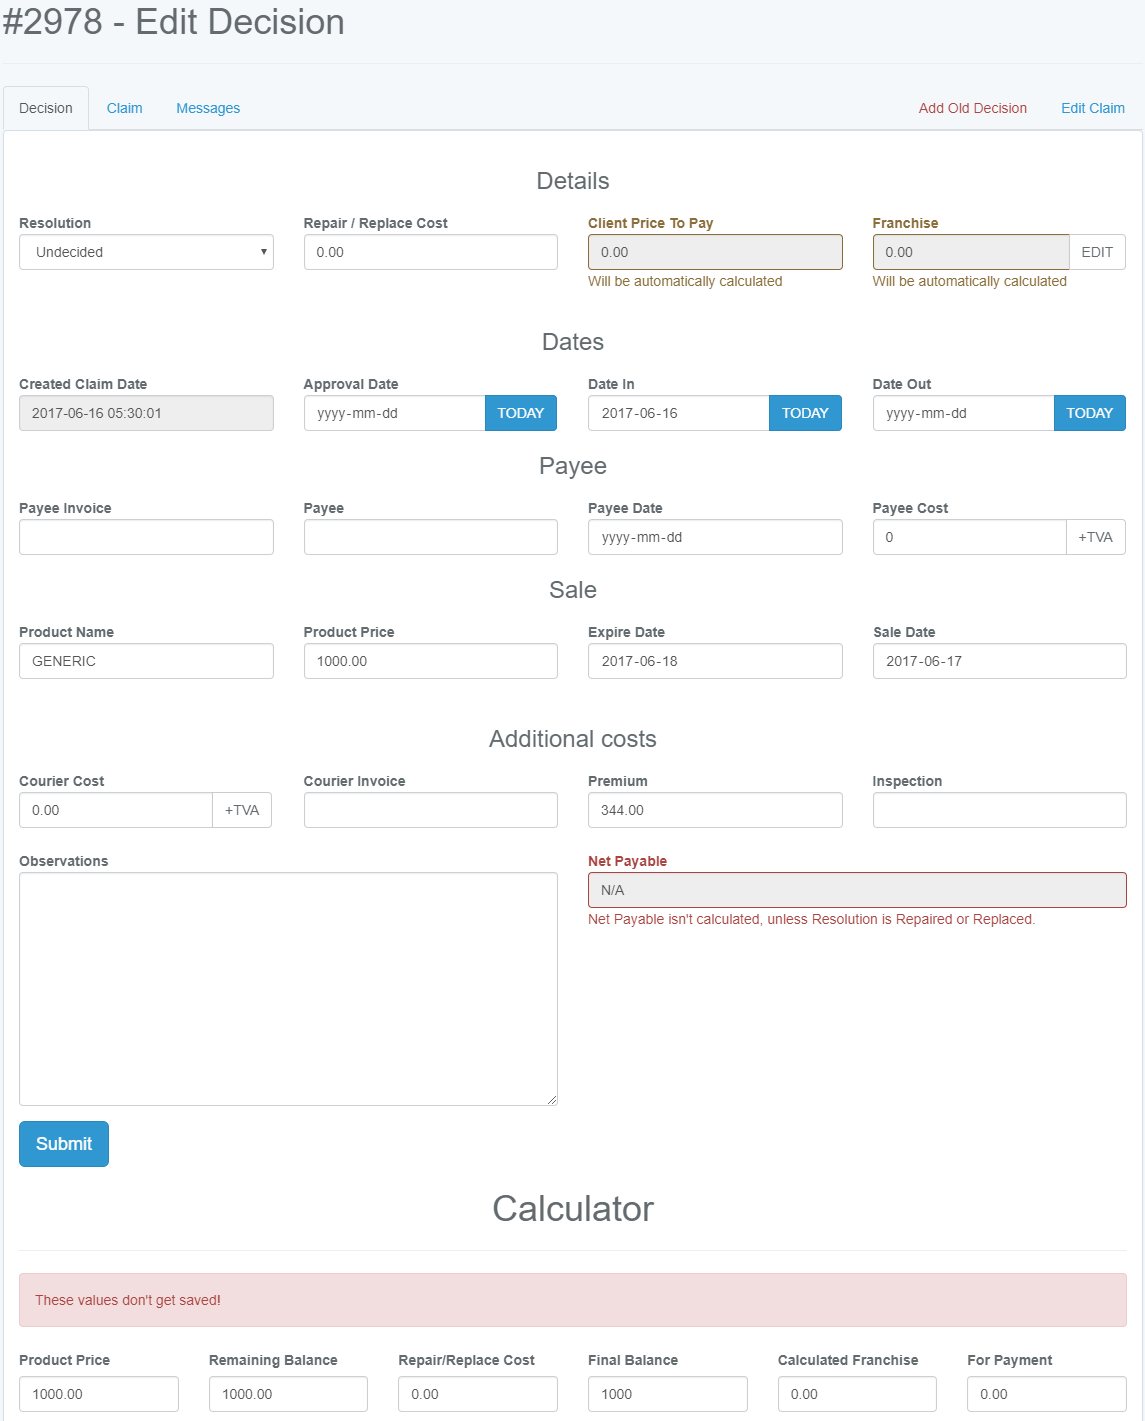 #2978 - Edit Decision
Decision Claim Messages Add Old Decision Edit Claim
Details
Resolution Repair / Replace Cost Client Price To Pay Franchise
Undecided 0.00 0.00 0.00 EDIT
Will be automatically calculated Will be automatically calculated
Dates
Created Claim Date Approval Date Date In Date Out
2017-06-16 05:30:01 yyyy-mm-dd TODAY 2017-06-16 TODAY yyyy-mm-dd TODAY
Payee
Payee Invoice Payee Payee Date Payee Cost
yyyy-mm-dd 0 +TVA
Sale
Product Name Product Price Expire Date Sale Date
GENERIC 1000.00 2017-06-18 2017-06-17
Additional costs
Courier Cost Courier Invoice Premium Inspection
0.00 +TVA 344.00
Observations Net Payable
N/A
Net Payable isn't calculated, unless Resolution is Repaired or Replaced.
Submit
Calculator
These values don't get saved!
Product Price Remaining Balance Repair/Replace Cost Final Balance Calculated Franchise For Payment
1000.00 1000.00 0.00 1000 0.00 0.00